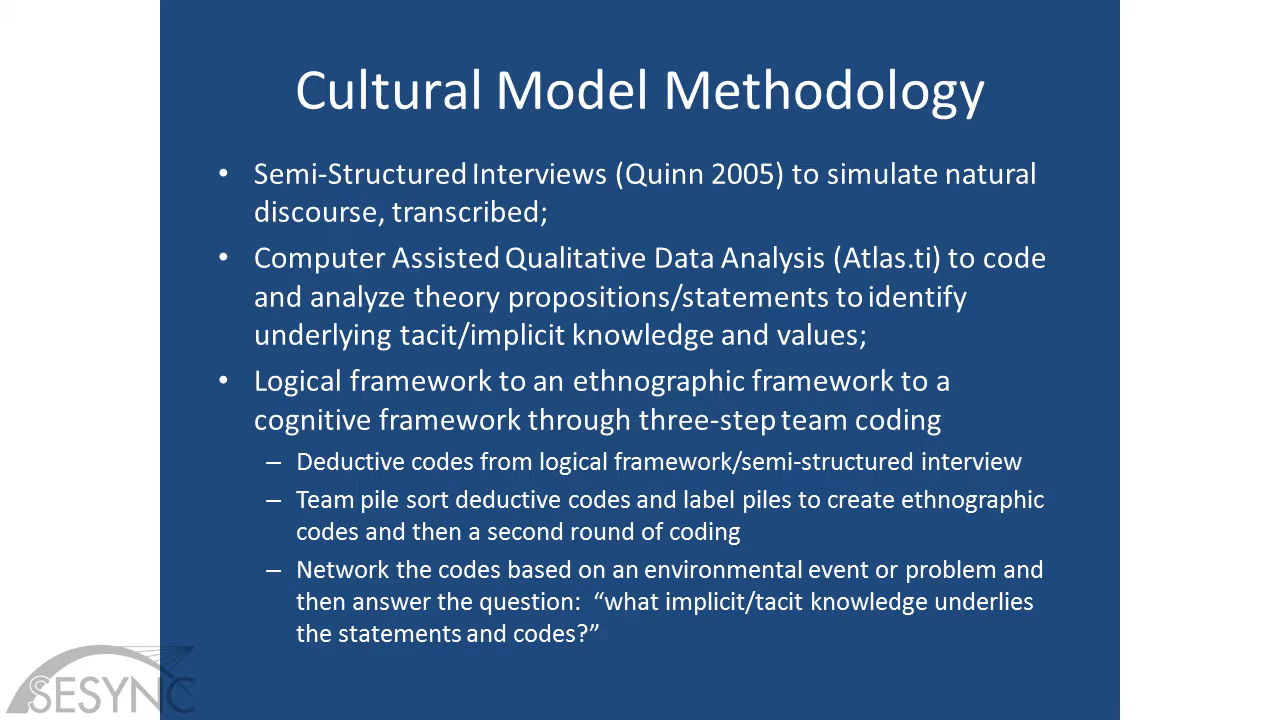 Cultural Model Methodology
• Semi-Structured Interviews (Quinn 2005) to simulate natural
discourse, transcribed;
• Computer Assisted Qualitative Data Analysis (Atlas.ti) to code
and analyze theory propositions/statements to identify
underlying tacit/implicit knowledge and values;
• Logical framework to an ethnographic framework to a
cognitive framework through three-step team coding
– Deductive codes from logical framework/semi-structured interview
– Team pile sort deductive codes and label piles to create ethnographic
codes and then a second round of coding
– Network the codes based on an environmental event or problem and
then answer the question:  “what implicit/tacit knowledge underlies
the statements and codes?”
SESYNC